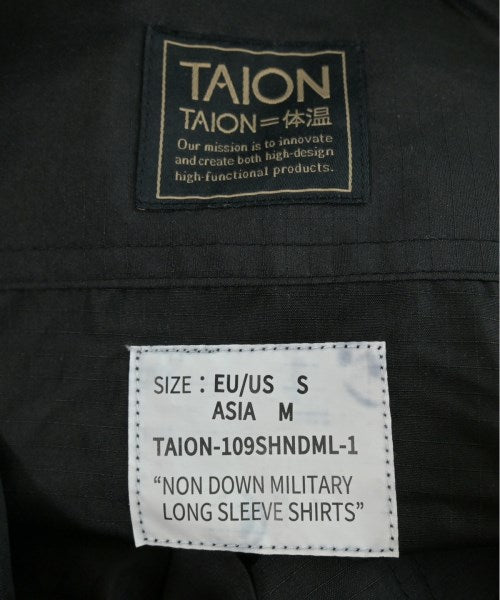 TAION
TAION=体温
Our mission is to innovate
and create both high-design
high-functional products.
SIZE : EU/US S
ASIA M
TAION-109SHNDML-1
“NON DOWN MILITARY
LONG SLEEVE SHIRTS”